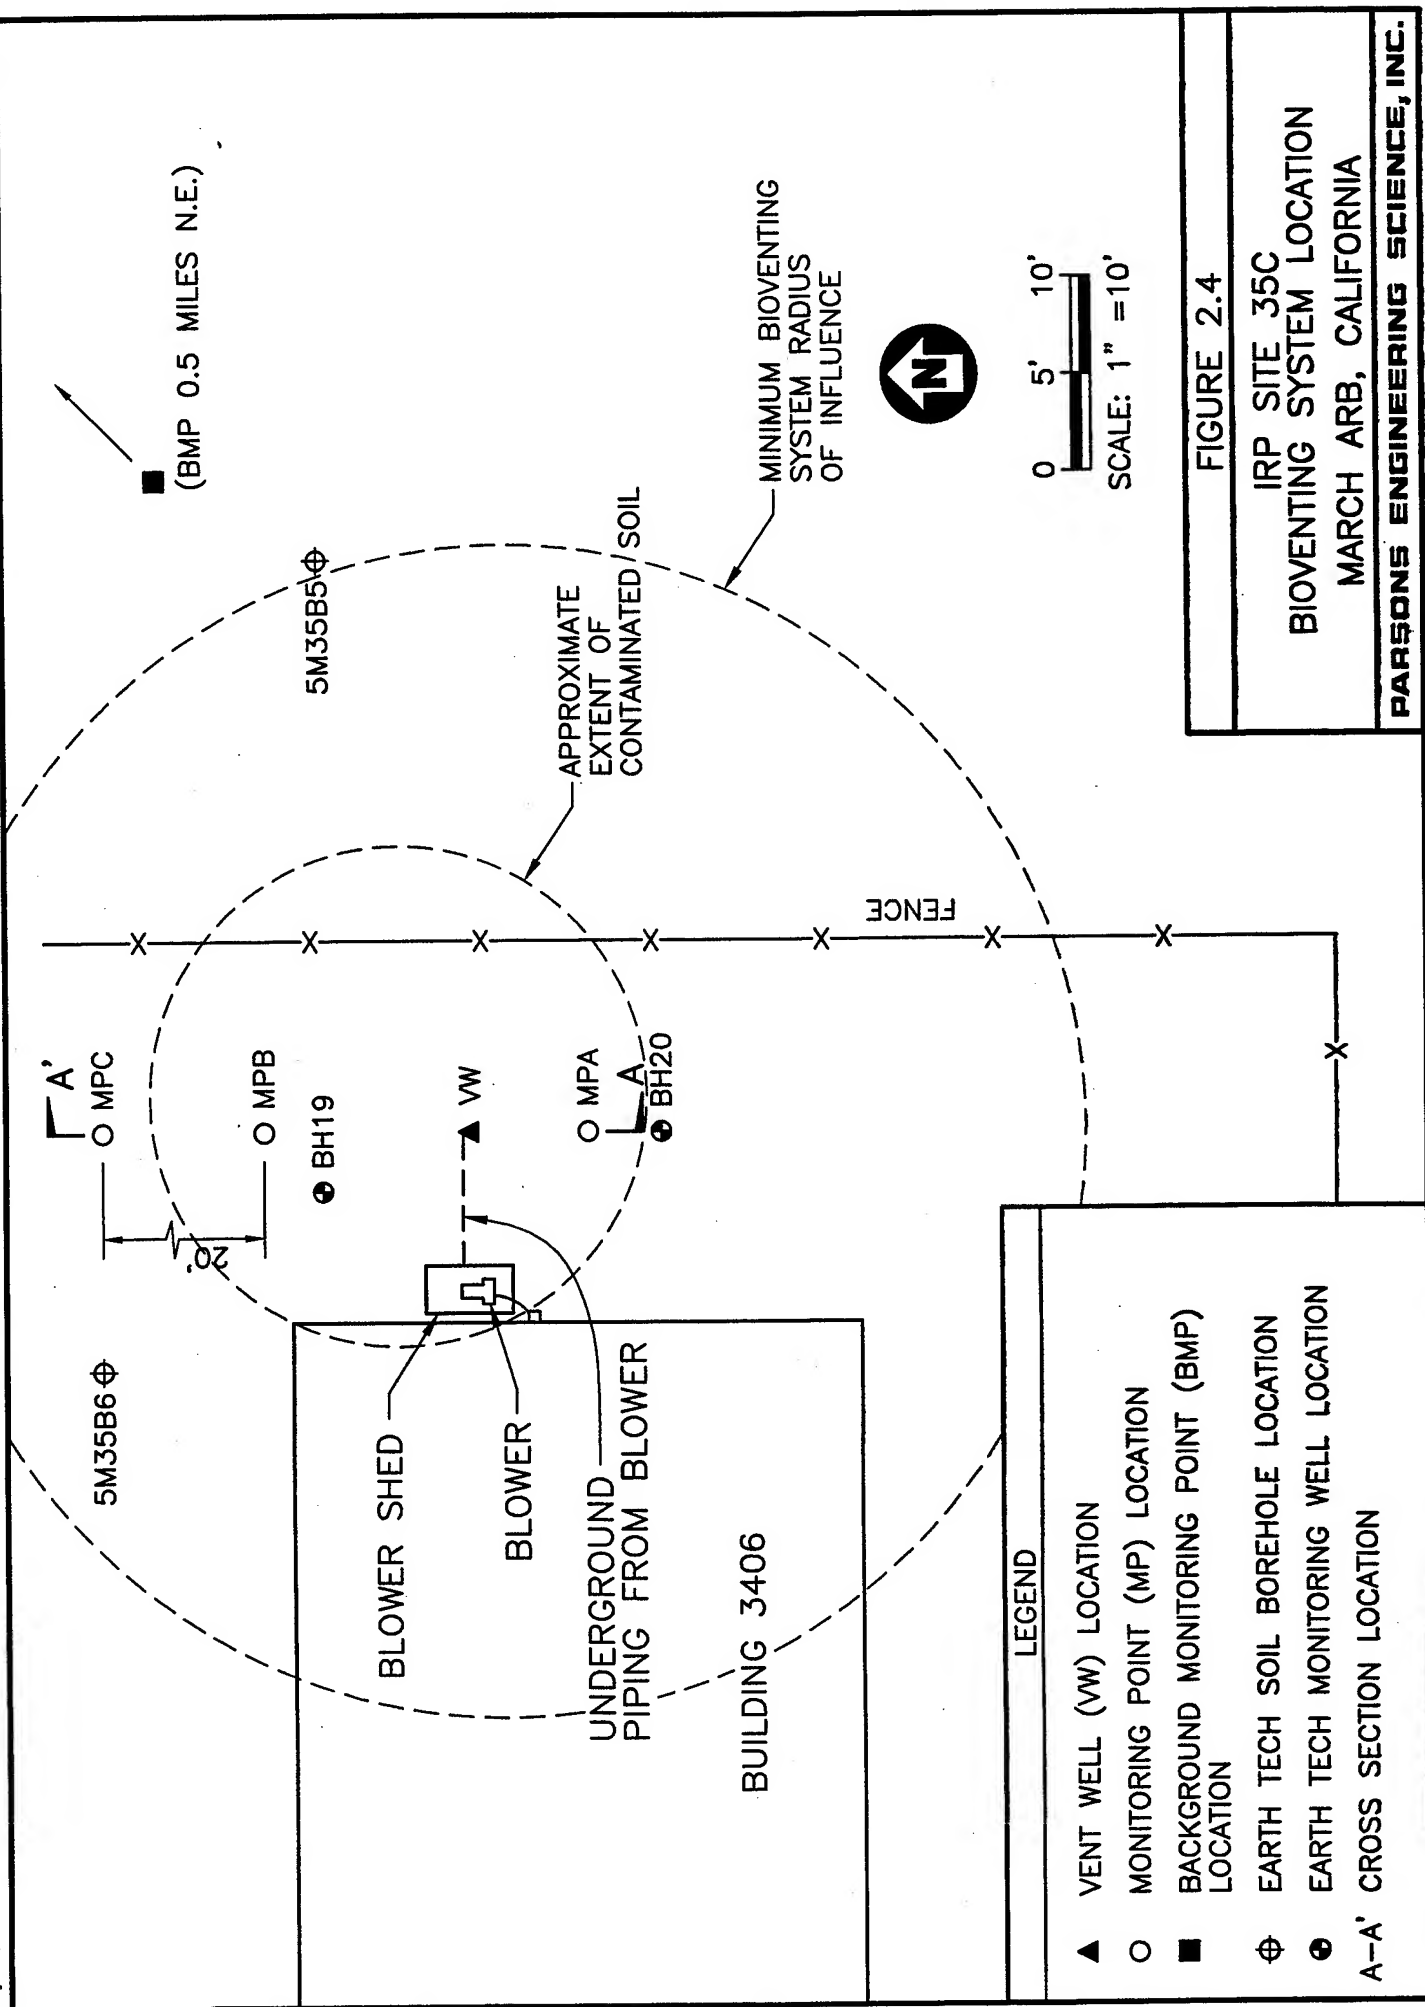 (BMP 0.5 MILES N.E.)
5M35B6
A'
MPC
20'
MPB
5M35B5
BH19
BLOWER SHED
VW
BLOWER
APPROXIMATE
EXTENT OF
CONTAMINATED SOIL
MPA
A
BH20
UNDERGROUND
PIPING FROM BLOWER
BUILDING 3406
FENCE
MINIMUM BIOVENTING
SYSTEM RADIUS
OF INFLUENCE
N
LEGEND
VENT WELL (VW) LOCATION
MONITORING POINT (MP) LOCATION
BACKGROUND MONITORING POINT (BMP)
LOCATION
EARTH TECH SOIL BOREHOLE LOCATION
EARTH TECH MONITORING WELL LOCATION
A-A' CROSS SECTION LOCATION
0 5' 10'
SCALE: 1" =10'
FIGURE 2.4
IRP SITE 35C
BIOVENTING SYSTEM LOCATION
MARCH ARB, CALIFORNIA
PARSONS ENGINEERING SCIENCE, INC.